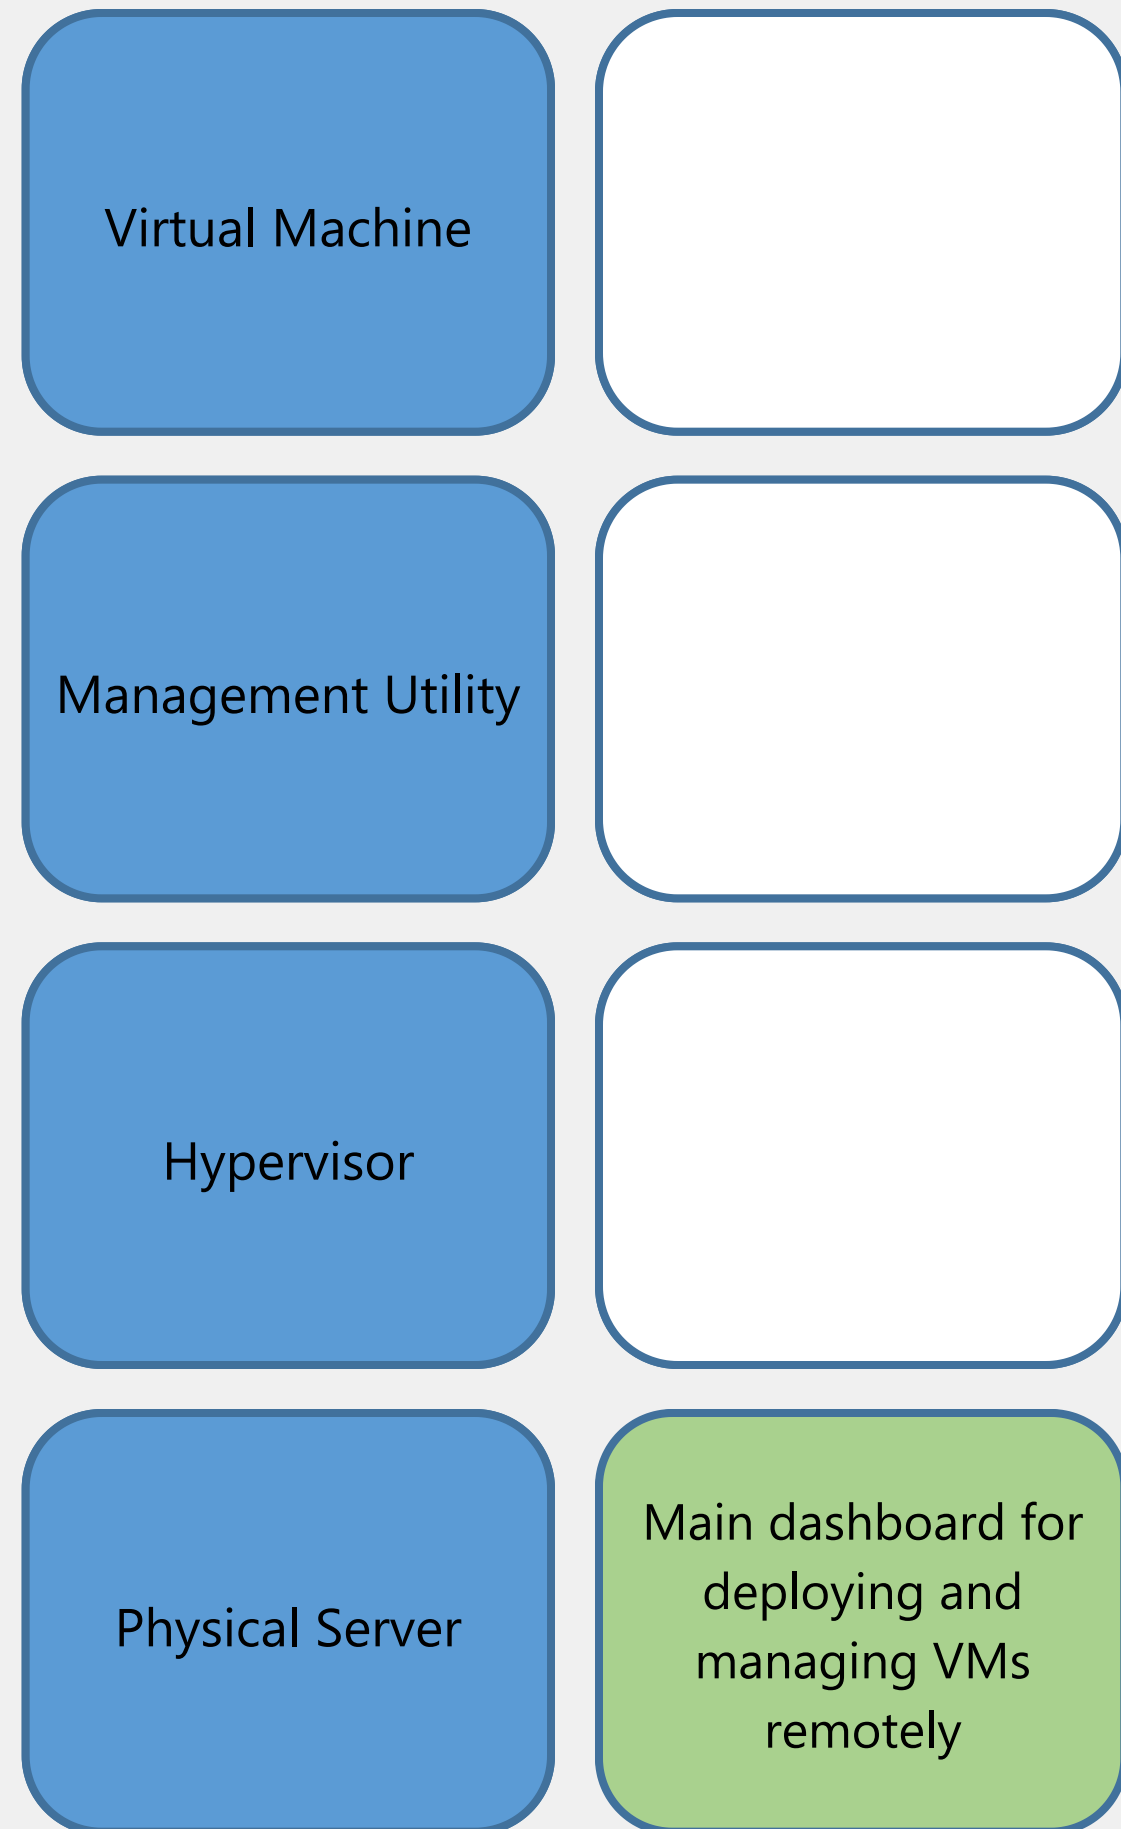 Virtual Machine
Management Utility
Hypervisor
Physical Server
Main dashboard for
deploying and
managing VMs
remotely